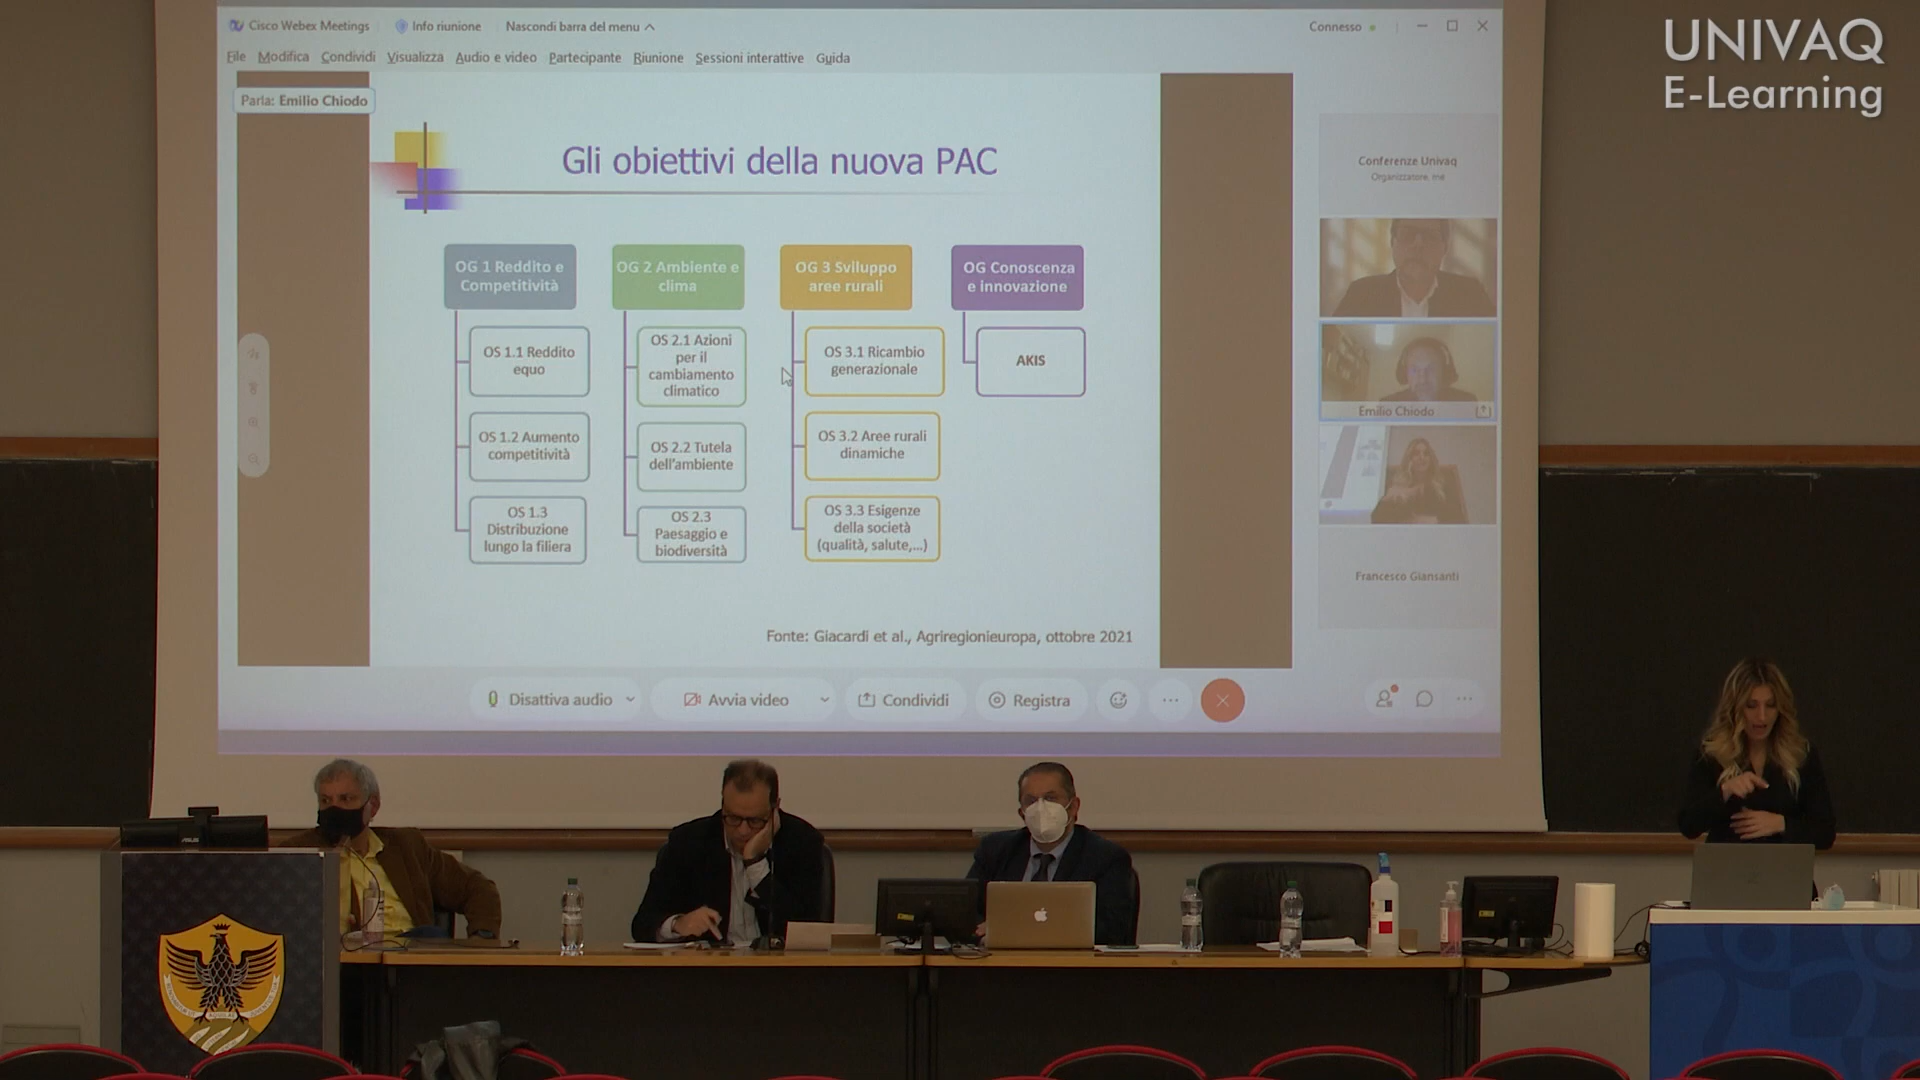 UNIVAQ
E-Learning
Cisco Webex Meetings
Info riunione
Nascondi barra del menu
Connesso
File Modifica Condividi Visualizza Audio e video Partecipante Riunione Sessioni interattive Guida
Parla: Emilio Chiodo
Gli obiettivi della nuova PAC
OG 1 Reddito e
Competitività
OS 1.1 Reddito
equo
OS 1.2 Aumento
competitività
OS 1.3
Distribuzione
lungo la filiera
OG 2 Ambiente e
clima
OS 2.1 Azioni
per il
cambiamento
climatico
OS 2.2 Tutela
dell'ambiente
OS 2.3
Paesaggio e
biodiversità
OG 3 Sviluppo
aree rurali
OS 3.1 Ricambio
generazionale
OS 3.2 Aree rurali
dinamiche
OS 3.3 Esigenze
della società
(qualità, salute,...)
OG Conoscenza
e innovazione
AKIS
Fonte: Giacardi et al., Agriregionieuropa, ottobre 2021
Conferenze Univaq
Organizzatore, me
Emilio Chiodo
Francesco Giansanti
Disattiva audio
Avvia video
Condividi
Registra